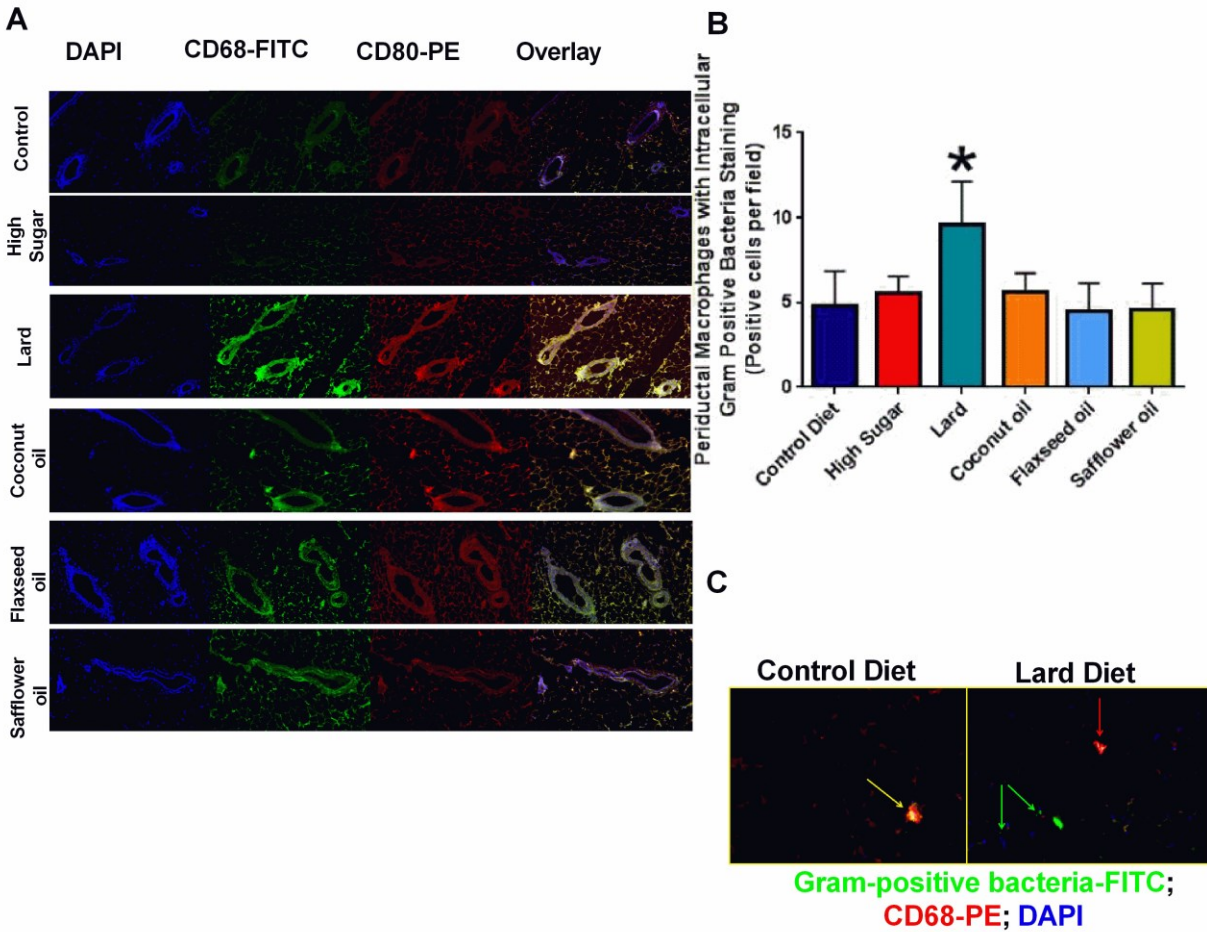 A
DAPI CD68-FITC CD80-PE Overlay
Control
High
Sugar
Lard
Coconut
oil
Flaxseed
oil
Safflower
oil
B
Periductal Macrophages with Intracellular
Gram Positive Bacteria Staining
(Positive cells per field)
15
10
5
0
*
Control Diet
High Sugar
Lard
Coconut oil
Flaxseed oil
Safflower oil
C
Control Diet Lard Diet
Gram-positive bacteria-FITC;
CD68-PE; DAPI